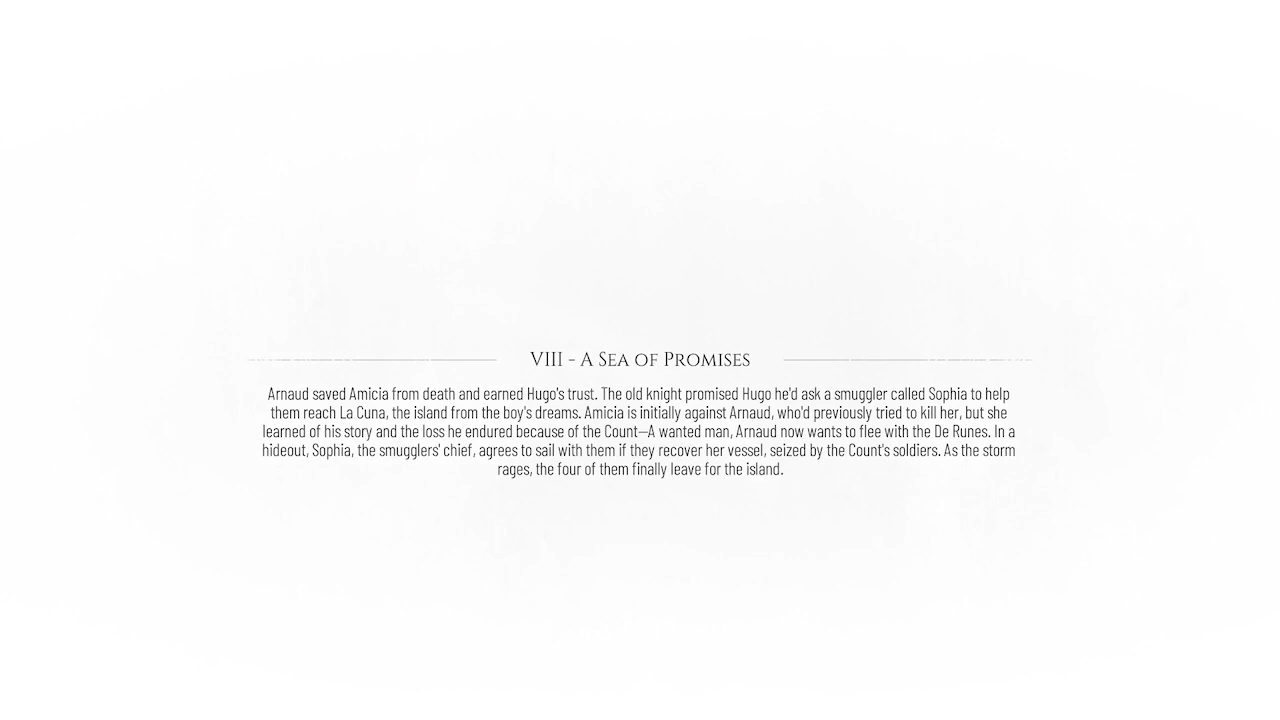 VIII - A Sea of Promises
Arnaud saved Amicia from death and earned Hugo's trust. The old knight promised Hugo he'd ask a smuggler called Sophia to help
them reach La Cuna, the island from the boy's dreams. Amicia is initially against Arnaud, who'd previously tried to kill her, but she
learned of his story and the loss he endured because of the Count—A wanted man, Arnaud now wants to flee with the De Runes. In a
hideout, Sophia, the smugglers' chief, agrees to sail with them if they recover her vessel, seized by the Count's soldiers. As the storm
rages, the four of them finally leave for the island.